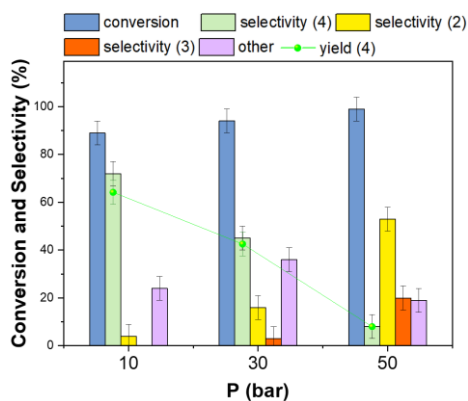 conversion selectivity (4) selectivity (2)
selectivity (3) other yield (4)
Conversion and Selectivity (%)
100
80
60
40
20
0
10 30 50
P (bar)